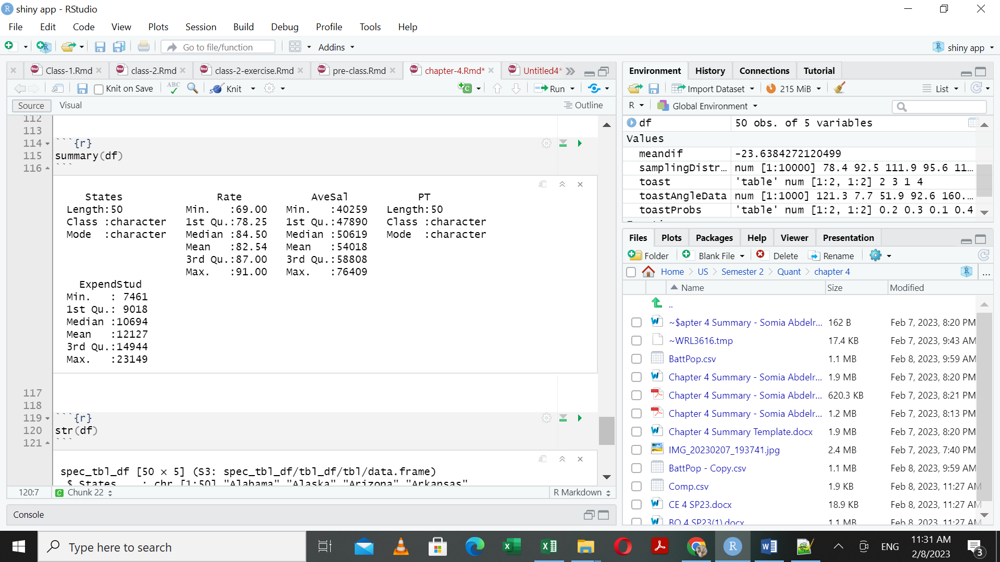 shiny app - RStudio
File Edit Code View Plots Session Build Debug Profile Tools Help
Go to file/function Addins shiny app
Class-1.Rmd class-2.Rmd class-2-exercise.Rmd pre-class.Rmd chapter-4.Rmd* Untitled4*
Knit on Save ABC Knit Run
Source Visual Outline
112
113
114 ```{r}
115 summary(df)
116 ```
States Rate AveSal PT
Length:50 Min. :69.00 Min. :40259 Length:50
Class :character 1st Qu.:78.25 1st Qu.:47890 Class :character
Mode :character Median :84.50 Median :50619 Mode :character
Mean :82.54 Mean :54018
3rd Qu.:87.00 3rd Qu.:58808
Max. :91.00 Max. :76409
ExpendStud
Min. : 7461
1st Qu.: 9018
Median :10694
Mean :12127
3rd Qu.:14944
Max. :23149
117
118
119 ```{r}
120 str(df)
121 ```
spec_tbl_df [50 × 5] (S3: spec_tbl_df/tbl_df/tbl/data.frame)
$ States : chr [1:50] "Alabama" "Alaska" "Arizona" "Arkansas"
120:7 Chunk 22 R Markdown
Console
Environment History Connections Tutorial
Import Dataset 215 MiB List
R Global Environment
df 50 obs. of 5 variables
Values
meandif -23.6384272120499
samplingDistr… num [1:10000] 78.4 92.5 111.9 95.6 11…
toast 'table' num [1:2, 1:2] 2 3 1 4
toastAngleData num [1:1000] 121.3 7.7 51.9 92.6 160.…
toastProbs 'table' num [1:2, 1:2] 0.2 0.3 0.1 0.4
Files Plots Packages Help Viewer Presentation
Folder Blank File Delete Rename
Home US Semester 2 Quant chapter 4 ...
Name Size Modified
..
~$apter 4 Summary - Somia Abdelr... 162 B Feb 7, 2023, 8:20 PM
~WRL3616.tmp 17.4 KB Feb 7, 2023, 9:43 AM
BattPop.csv 1.1 MB Feb 8, 2023, 9:59 AM
Chapter 4 Summary - Somia Abdelr... 1.9 MB Feb 7, 2023, 8:20 PM
Chapter 4 Summary - Somia Abdelr... 620.3 KB Feb 7, 2023, 8:21 PM
Chapter 4 Summary - Somia Abdelr... 1.2 MB Feb 7, 2023, 8:13 PM
Chapter 4 Summary Template.docx 1.9 MB Feb 7, 2023, 8:20 PM
IMG_20230207_193741.jpg 2.4 MB Feb 7, 2023, 7:40 PM
BattPop - Copy.csv 1.1 MB Feb 8, 2023, 9:59 AM
Comp.csv 1.9 KB Feb 8, 2023, 11:27 AM
CE 4 SP23.docx 18.9 KB Feb 8, 2023, 11:27 AM
BO 4 SP23(1).docx 1.1 MB Feb 8, 2023, 11:27 AM
Type here to search
ENG
11:31 AM
2/8/2023
3